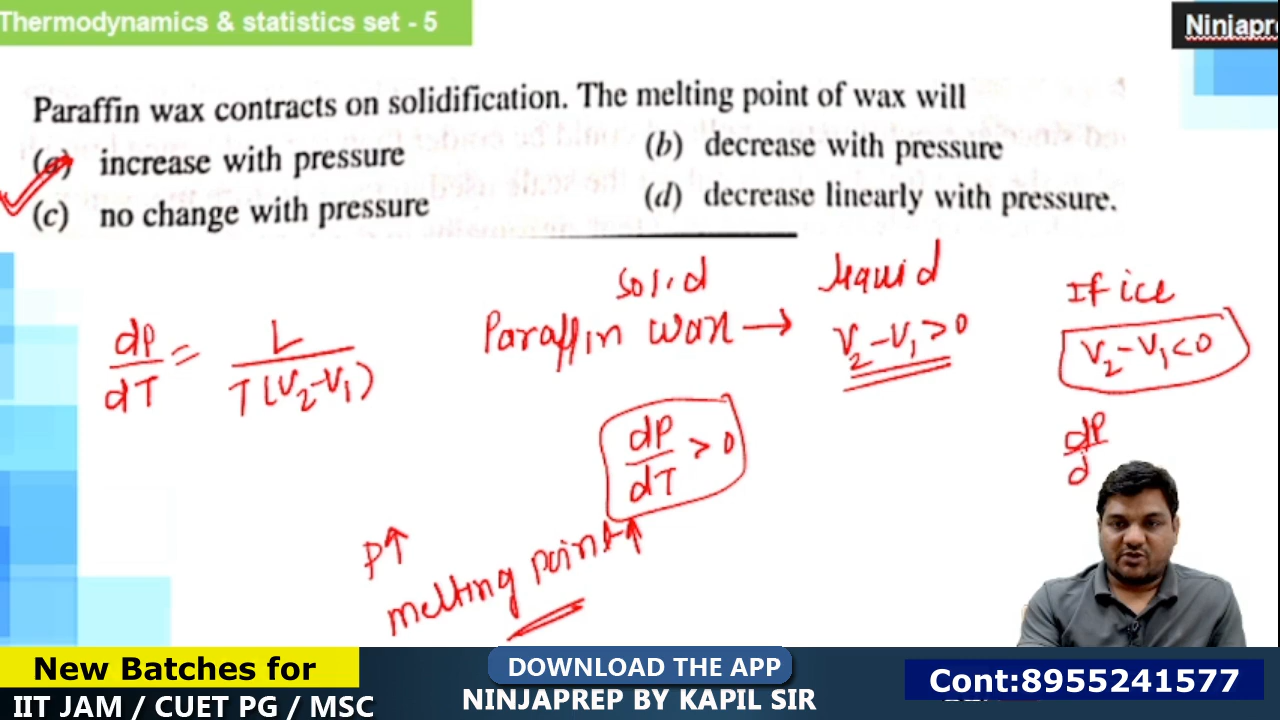 Thermodynamics & statistics set - 5
Ninjapre
Paraffin wax contracts on solidification. The melting point of wax will
(a) increase with pressure
(b) decrease with pressure
(c) no change with pressure
(d) decrease linearly with pressure.
solid
liquid
If ice
dP/dT = L/T(V₂-V₁)
Paraffin wax → V₂-V₁>0
V₂-V₁<0
dP/dT > 0
dP
d
P↑
melting point↑
New Batches for
IIT JAM / CUET PG / MSC
DOWNLOAD THE APP
NINJAPREP BY KAPIL SIR
Cont:8955241577